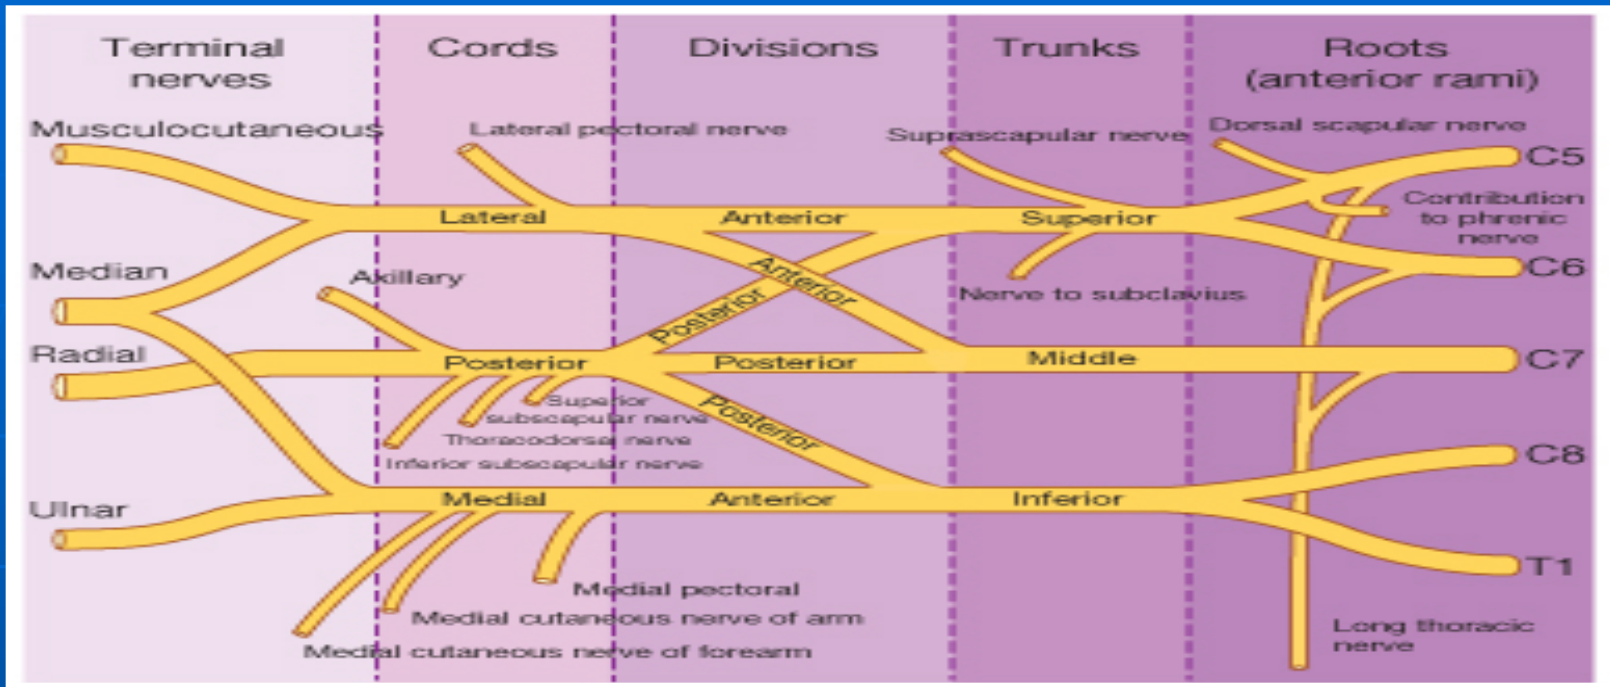 Terminal
nerves
Cords
Divisions
Trunks
Roots
(anterior rami)
Musculocutaneous
Lateral pectoral nerve
Suprascapular nerve
Dorsal scapular nerve
C5
Contribution
to phrenic
nerve
Lateral
Anterior
Superior
C6
Median
Axillary
Posterior
Anterior
Nerve to subclavius
Radial
Posterior
Posterior
Middle
C7
Superior
subscapular nerve
Thoracodorsal nerve
Inferior subscapular nerve
Posterior
C8
Ulnar
Medial
Anterior
Inferior
T1
Medial pectoral
Medial cutaneous nerve of arm
Medial cutaneous nerve of forearm
Long thoracic
nerve